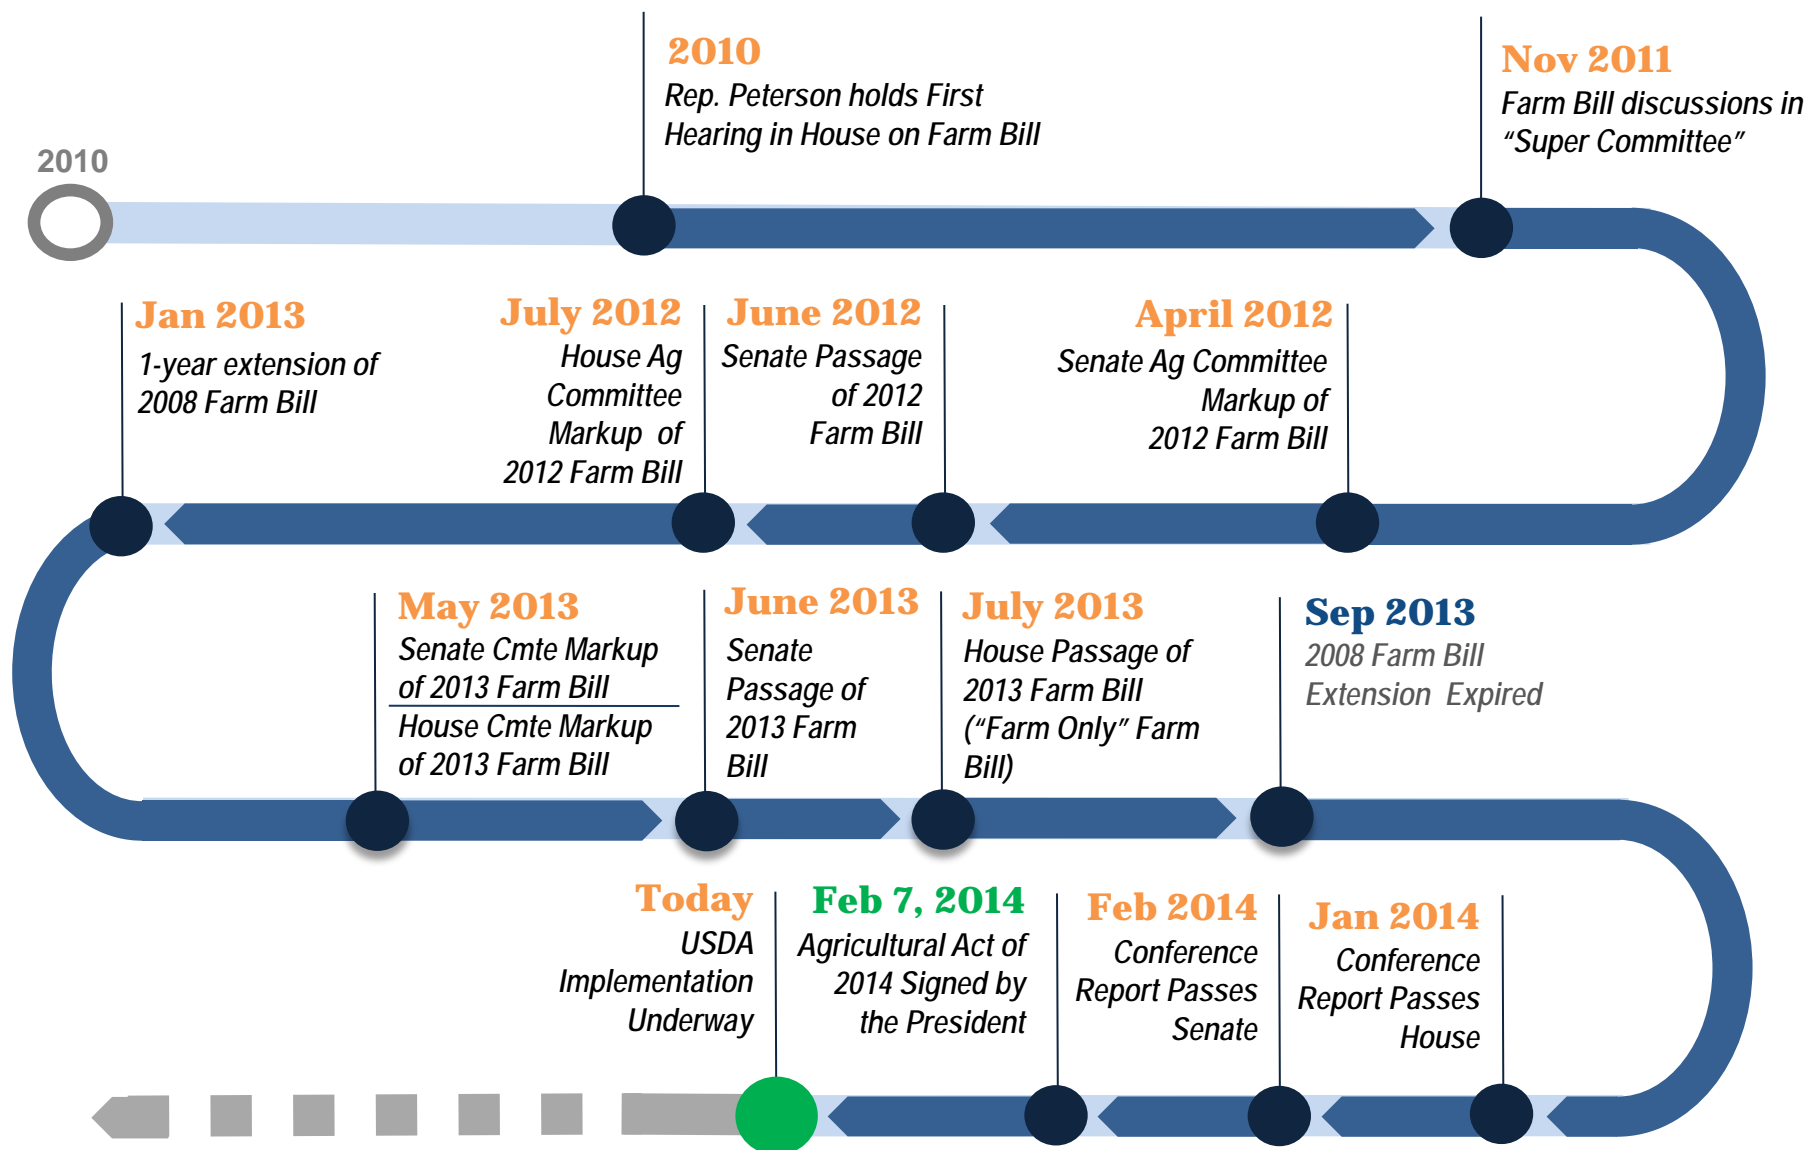 2010
2010
Rep. Peterson holds First
Hearing in House on Farm Bill
Nov 2011
Farm Bill discussions in
“Super Committee”
April 2012
Senate Ag Committee
Markup of
2012 Farm Bill
June 2012
Senate Passage
of 2012
Farm Bill
July 2012
House Ag
Committee
Markup of
2012 Farm Bill
Jan 2013
1-year extension of
2008 Farm Bill
May 2013
Senate Cmte Markup
of 2013 Farm Bill
House Cmte Markup
of 2013 Farm Bill
June 2013
Senate
Passage of
2013 Farm
Bill
July 2013
House Passage of
2013 Farm Bill
(“Farm Only” Farm
Bill)
Sep 2013
2008 Farm Bill
Extension Expired
Jan 2014
Conference
Report Passes
House
Feb 2014
Conference
Report Passes
Senate
Feb 7, 2014
Agricultural Act of
2014 Signed by
the President
Today
USDA
Implementation
Underway